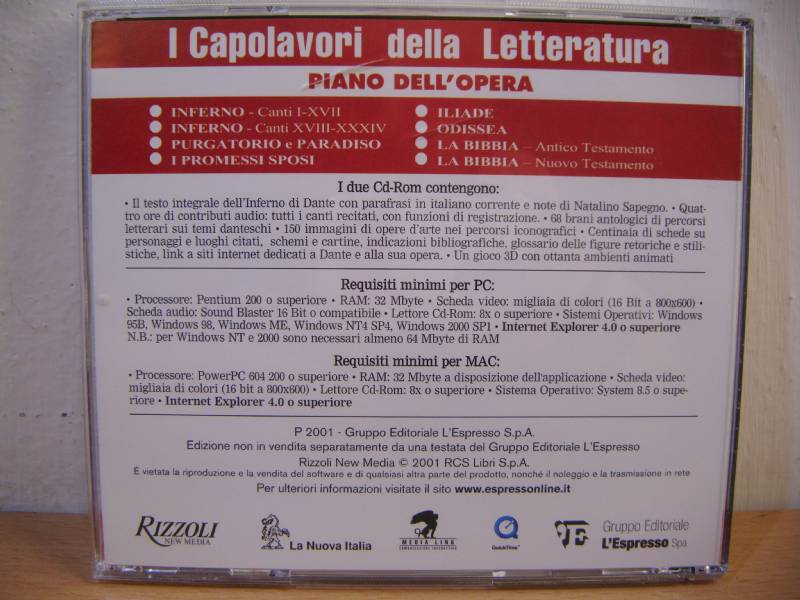 I Capolavori della Letteratura
PIANO DELL'OPERA
INFERNO - Canti I-XVII
INFERNO - Canti XVIII-XXXIV
PURGATORIO e PARADISO
I PROMESSI SPOSI
ILIADE
ODISSEA
LA BIBBIA – Antico Testamento
LA BIBBIA – Nuovo Testamento
I due Cd-Rom contengono:
• Il testo integrale dell'Inferno di Dante con parafrasi in italiano corrente e note di Natalino Sapegno. • Quat-
tro ore di contributi audio: tutti i canti recitati, con funzioni di registrazione. • 68 brani antologici di percorsi
letterari sui temi danteschi • 150 immagini di opere d'arte nei percorsi iconografici • Centinaia di schede su
personaggi e luoghi citati, schemi e cartine, indicazioni bibliografiche, glossario delle figure retoriche e stili-
stiche, link a siti internet dedicati a Dante e alla sua opera. • Un gioco 3D con ottanta ambienti animati
Requisiti minimi per PC:
• Processore: Pentium 200 o superiore • RAM: 32 Mbyte • Scheda video: migliaia di colori (16 Bit a 800x600) •
Scheda audio: Sound Blaster 16 Bit o compatibile • Lettore Cd-Rom: 8x o superiore • Sistemi Operativi: Windows
95B, Windows 98, Windows ME, Windows NT4 SP4, Windows 2000 SP1 • Internet Explorer 4.0 o superiore
N.B.: per Windows NT e 2000 sono necessari almeno 64 Mbyte di RAM
Requisiti minimi per MAC:
• Processore: PowerPC 604 200 o superiore • RAM: 32 Mbyte a disposizione dell'applicazione • Scheda video:
migliaia di colori (16 bit a 800x600) • Lettore Cd-Rom: 8x o superiore • Sistema Operativo: System 8.5 o supe-
riore • Internet Explorer 4.0 o superiore
P 2001 - Gruppo Editoriale L'Espresso S.p.A.
Edizione non in vendita separatamente da una testata del Gruppo Editoriale L'Espresso
Rizzoli New Media © 2001 RCS Libri S.p.A.
È vietata la riproduzione e la vendita del software e di qualsiasi altra parte del prodotto, nonché il noleggio e la trasmissione in rete
Per ulteriori informazioni visitate il sito www.espressonline.it
RIZZOLI
NEW MEDIA
La Nuova Italia
MEDIA LINK
COMUNICAZIONE INTERATTIVA
QuickTime™
Gruppo Editoriale
L'Espresso Spa